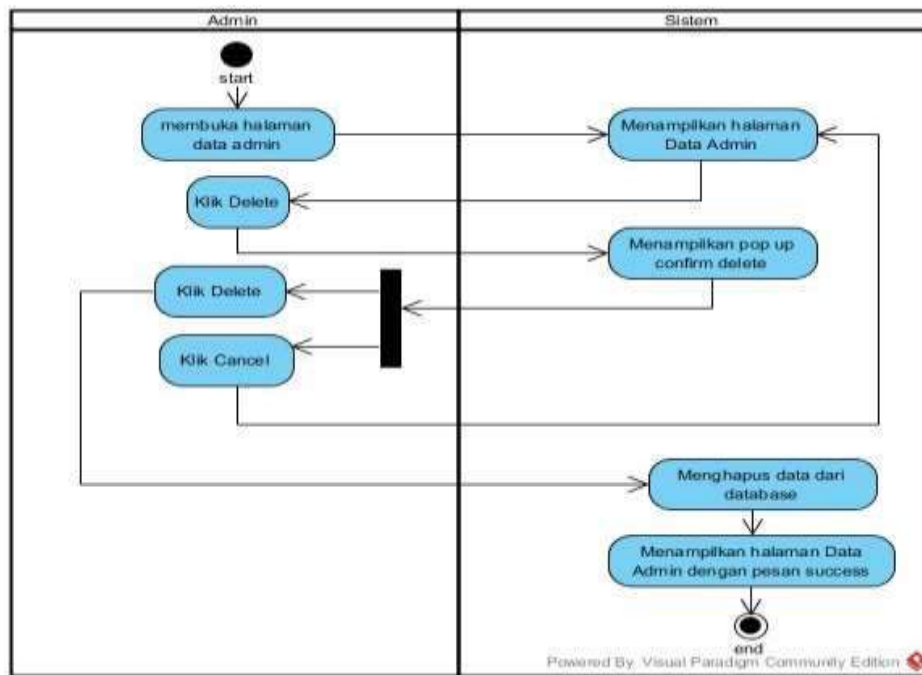 Admin
Sistem
start
membuka halaman
data admin
Menampilkan halaman
Data Admin
Klik Delete
Menampilkan pop up
confirm delete
Klik Delete
Klik Cancel
Menghapus data dari
database
Menampilkan halaman Data
Admin dengan pesan success
end
Powered By Visual Paradigm Community Edition